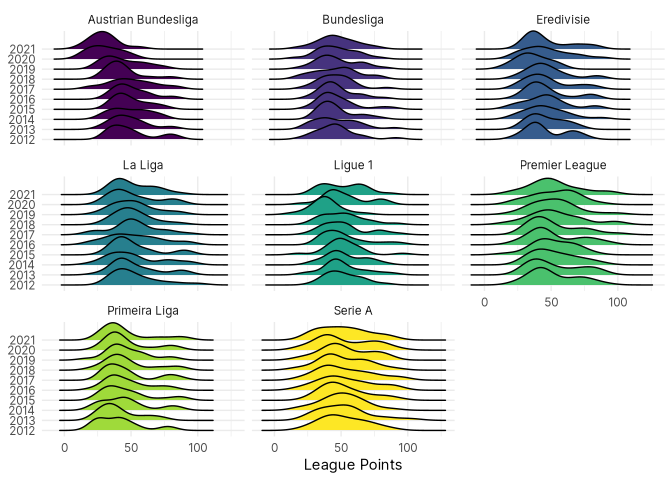 Austrian Bundesliga
Bundesliga
Eredivisie
2021
2020
2019
2018
2017
2016
2015
2014
2013
2012
La Liga
Ligue 1
Premier League
2021
2020
2019
2018
2017
2016
2015
2014
2013
2012
0 50 100
Primeira Liga
Serie A
2021
2020
2019
2018
2017
2016
2015
2014
2013
2012
0 50 100
0 50 100
League Points